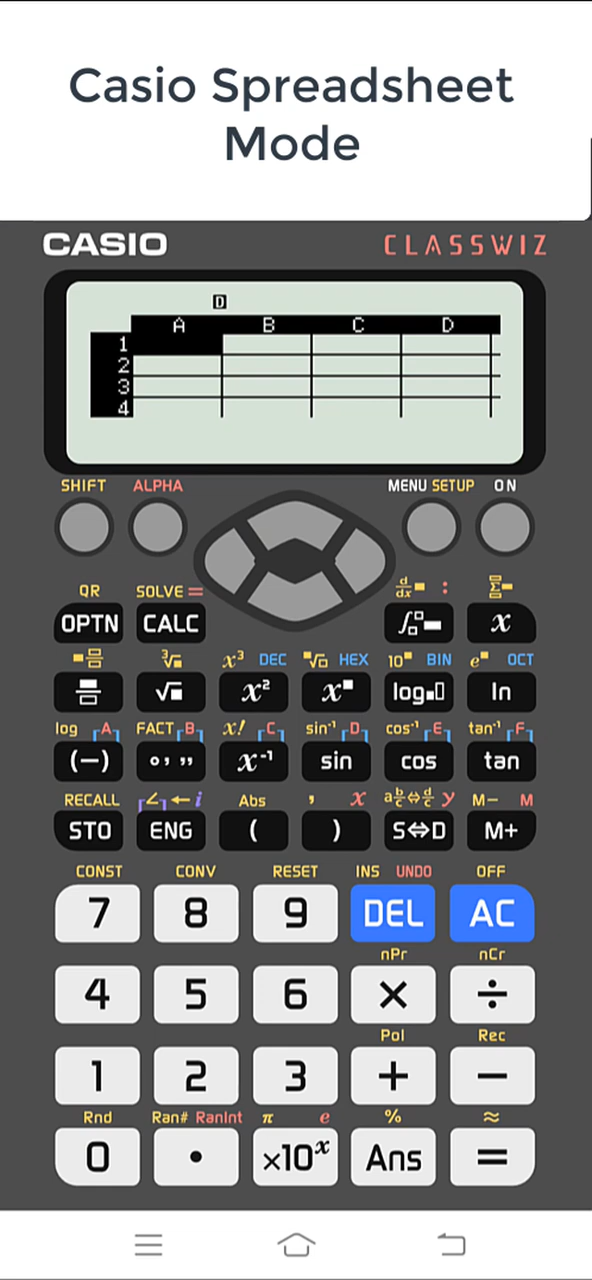 Casio Spreadsheet
Mode
CASIO CLASSWIZ
D
A B C D
1
2
3
4
SHIFT ALPHA MENU SETUP ON
QR SOLVE = d/dx■ : Σ■
OPTN CALC ∫■ x
■■/□ ³√■ x³ DEC ■√□ HEX 10■ BIN e■ OCT
■/□ √■ x² x■ log■□ ln
log A FACT B x! C sin⁻¹ D cos⁻¹ E tan⁻¹ F
(−) ° ’ ” x⁻¹ sin cos tan
RECALL ∠ ← i Abs , x a b/c⇔d/c y M− M
STO ENG ( ) S⇔D M+
CONST CONV RESET INS UNDO OFF
7 8 9 DEL AC
nPr nCr
4 5 6 × ÷
Pol Rec
1 2 3 + −
Rnd Ran# RanInt π e % ≈
0 • ×10ˣ Ans =